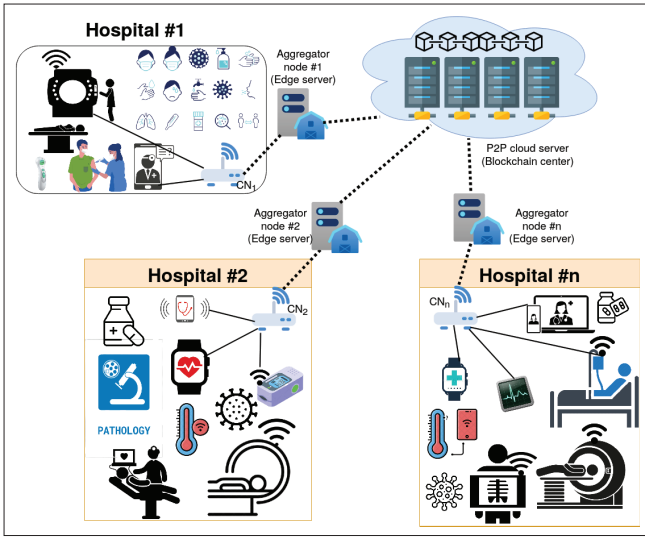 Hospital #1
Aggregator
node #1
(Edge server)
CN1
P2P cloud server
(Blockchain center)
Aggregator
node #2
(Edge server)
Aggregator
node #n
(Edge server)
Hospital #2
CN2
PATHOLOGY
Hospital #n
CNn